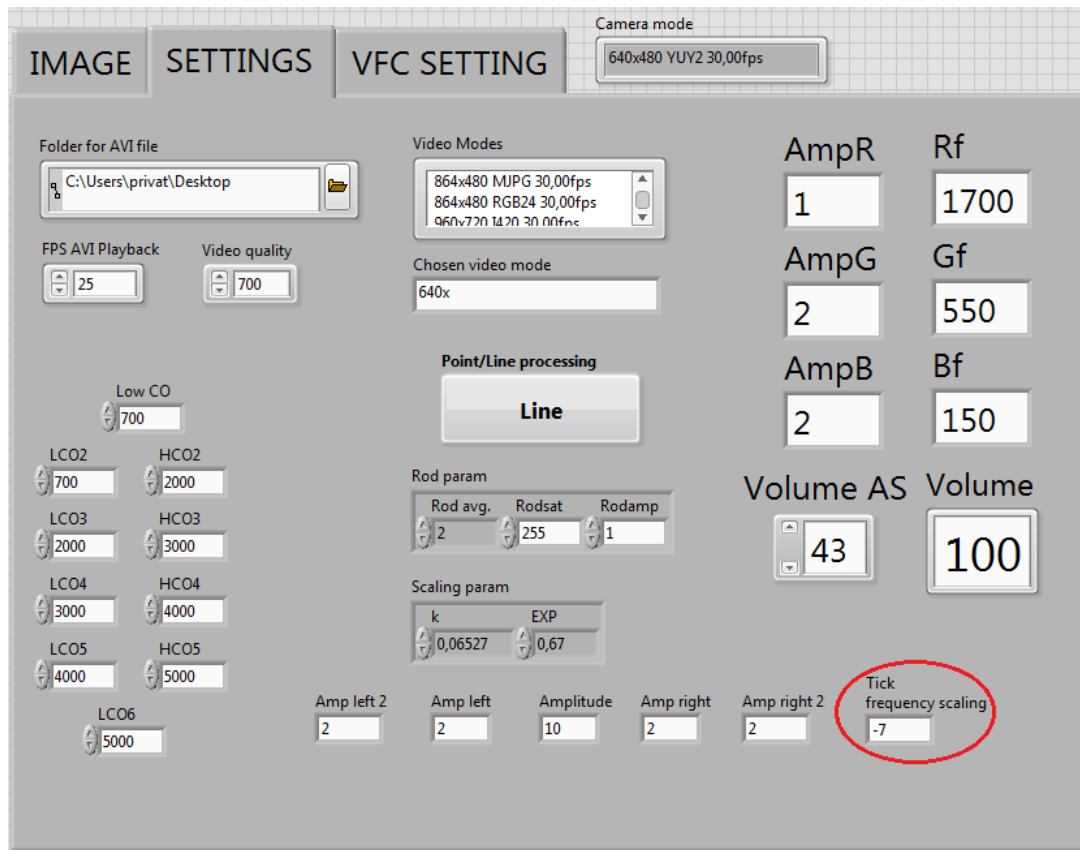 Camera mode
640x480 YUY2 30,00fps
IMAGE
SETTINGS
VFC SETTING
Folder for AVI file
C:\Users\privat\Desktop
FPS AVI Playback
25
Video quality
700
Video Modes
864x480 MJPG 30,00fps
864x480 RGB24 30,00fps
960x720 I420 30,00fps
Chosen video mode
640x
Point/Line processing
Line
AmpR
1
Rf
1700
AmpG
2
Gf
550
AmpB
2
Bf
150
Volume AS
43
Volume
100
Low CO
700
LCO2
700
HCO2
2000
LCO3
2000
HCO3
3000
LCO4
3000
HCO4
4000
LCO5
4000
HCO5
5000
LCO6
5000
Rod param
Rod avg.
2
Rodsat
255
Rodamp
1
Scaling param
k
0,06527
EXP
0,67
Amp left 2
2
Amp left
2
Amplitude
10
Amp right
2
Amp right 2
2
Tick
frequency scaling
-7